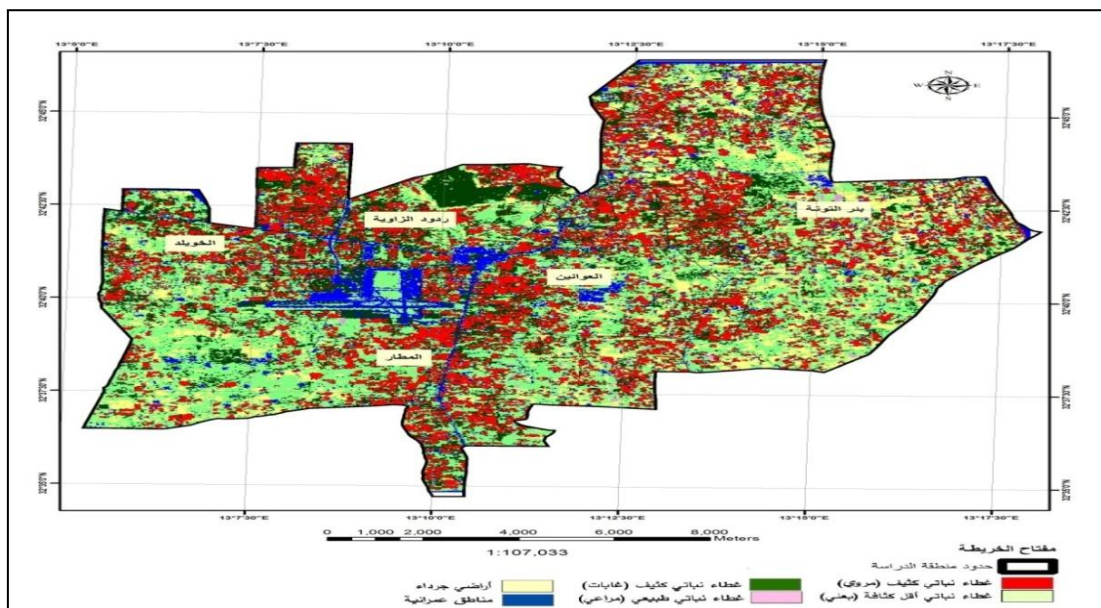 13°5'0"E 13°7'30"E 13°10'0"E 13°12'30"E 13°15'0"E 13°17'30"E
N
W E
S
بئر التوتة
ردود الزاوية
الخويلد
العوالين
المطار
13°7'30"E 13°10'0"E 13°12'30"E 13°15'0"E 13°17'30"E
0 1,000 2,000 4,000 6,000 8,000
Meters
1:107,033
مفتاح الخريطة
حدود منطقة الدراسة
غطاء نباتي كثيف (مروي) غطاء نباتي كثيف (غابات) أراضي جرداء
غطاء نباتي أقل كثافة (بعلي) غطاء نباتي طبيعي (مراعي) مناطق عمرانية